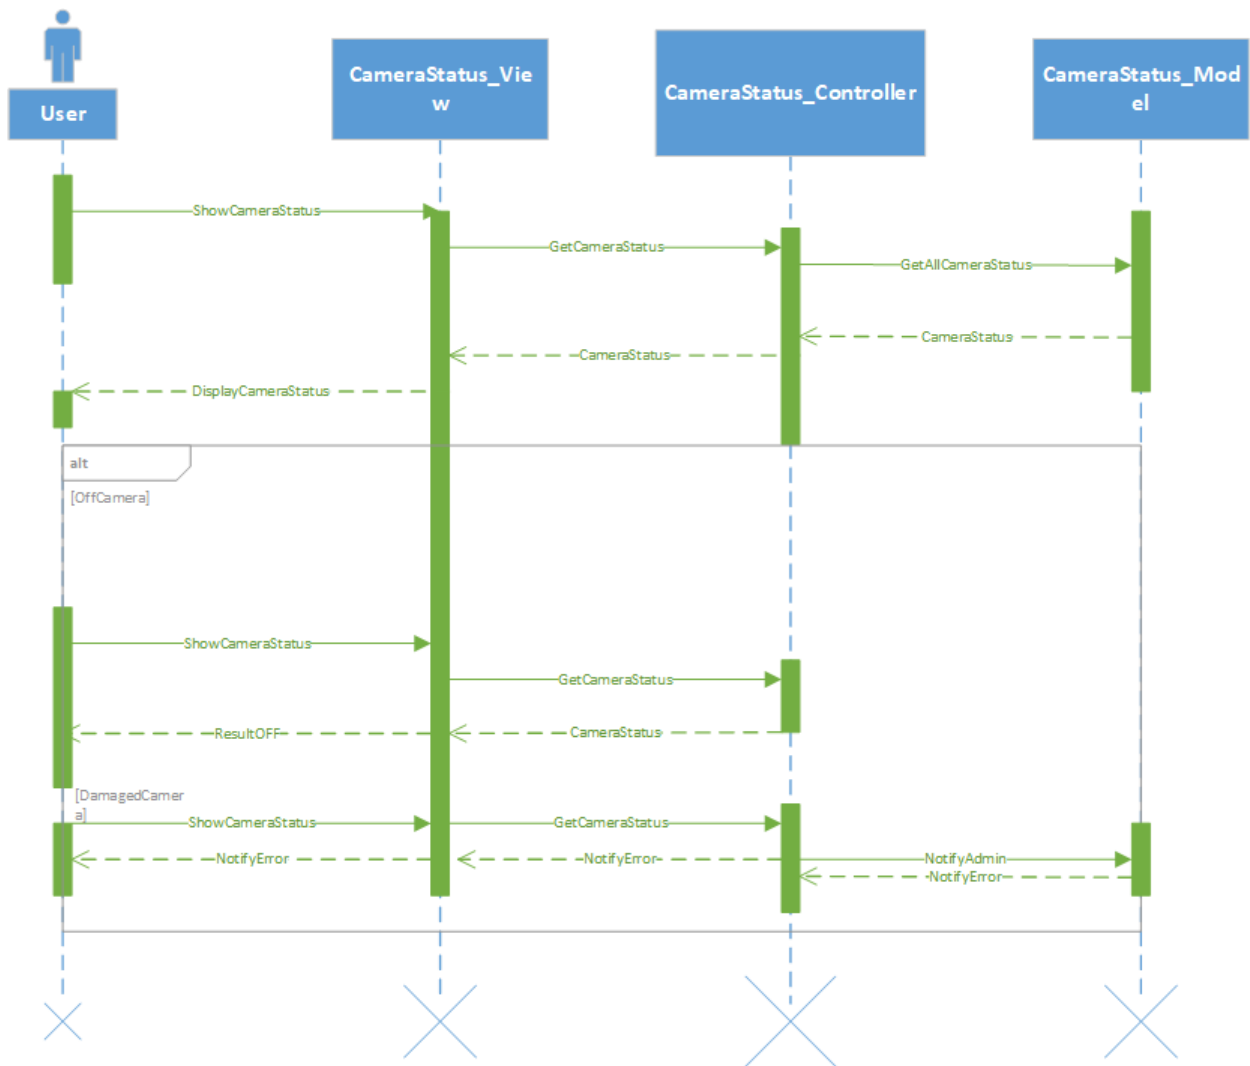 User
CameraStatus_Vie
w
CameraStatus_Controller
CameraStatus_Mod
el
ShowCameraStatus
GetCameraStatus
GetAllCameraStatus
CameraStatus
CameraStatus
DisplayCameraStatus
alt
[OffCamera]
ShowCameraStatus
GetCameraStatus
CameraStatus
ResultOFF
[DamagedCamer
a]
ShowCameraStatus
GetCameraStatus
NotifyError
NotifyError
NotifyAdmin
NotifyError